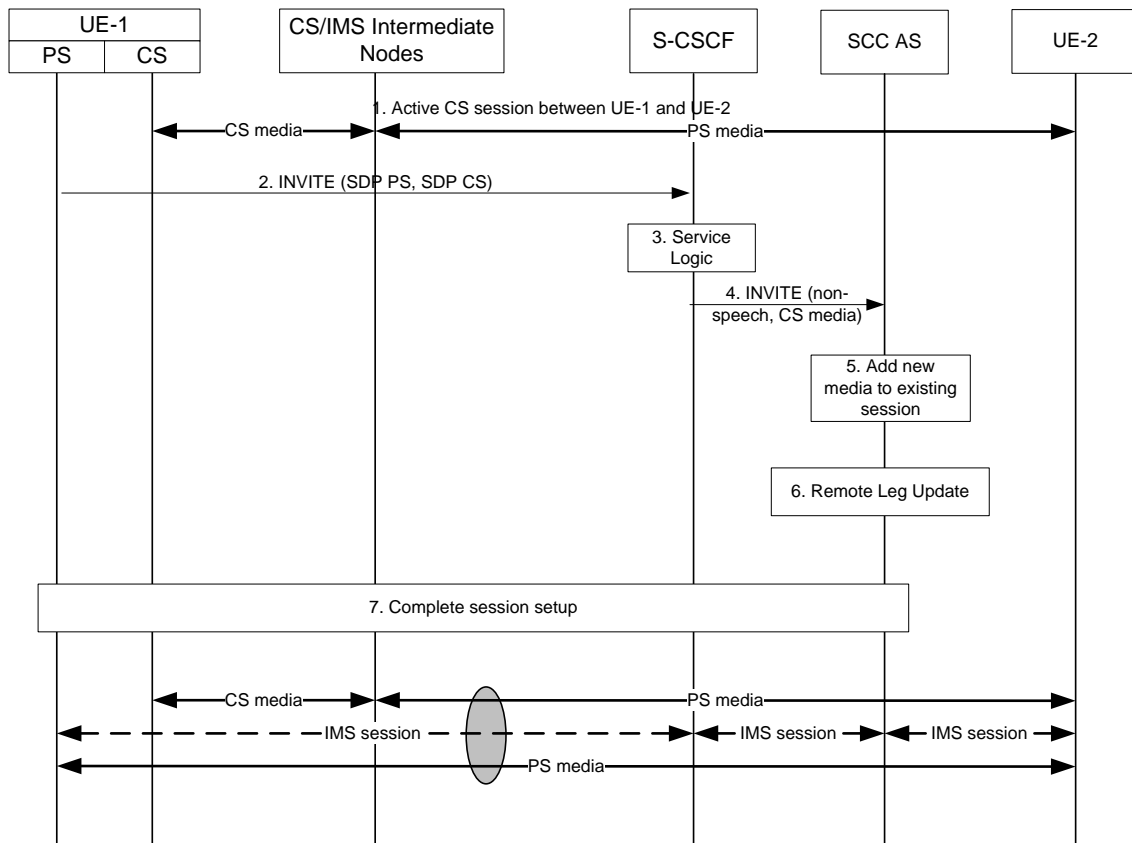 UE-1
PS
CS
CS/IMS Intermediate
Nodes
S-CSCF
SCC AS
UE-2
1. Active CS session between UE-1 and UE-2
CS media
PS media
2. INVITE (SDP PS, SDP CS)
3. Service
Logic
4. INVITE (non-
speech, CS media)
5. Add new
media to existing
session
6. Remote Leg Update
7. Complete session setup
CS media
PS media
IMS session
IMS session
IMS session
PS media